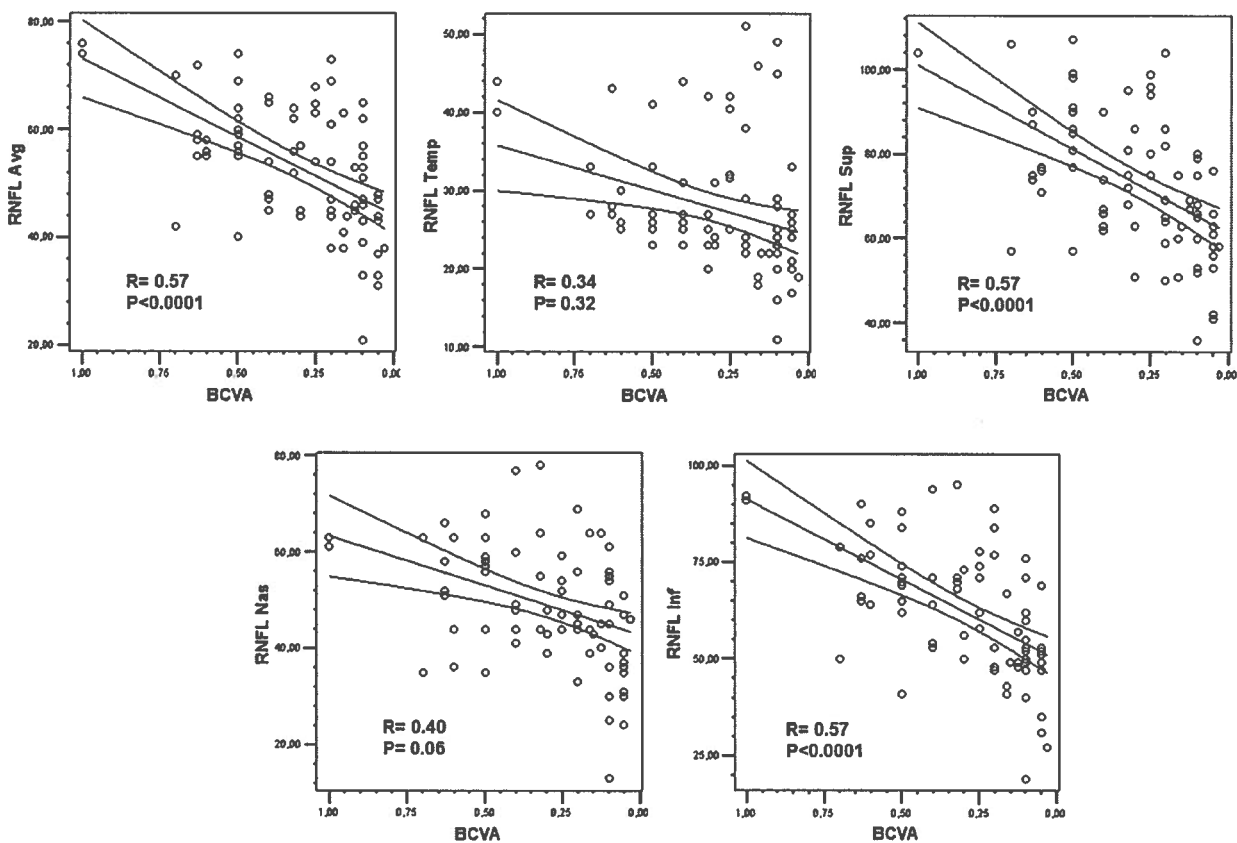 80,00
60,00
40,00
20,00
RNFL Avg
R= 0.57
P<0.0001
1,00 0,75 0,50 0,25 0,00
BCVA
50,00
40,00
30,00
20,00
10,00
RNFL Temp
R= 0.34
P= 0.32
1,00 0,75 0,50 0,25 0,00
BCVA
100,00
80,00
60,00
40,00
RNFL Sup
R= 0.57
P<0.0001
1,00 0,75 0,50 0,25 0,00
BCVA
80,00
60,00
40,00
20,00
RNFL Nas
R= 0.40
P= 0.06
1,00 0,75 0,50 0,25 0,00
BCVA
100,00
75,00
50,00
25,00
RNFL Inf
R= 0.57
P<0.0001
1,00 0,75 0,50 0,25 0,00
BCVA